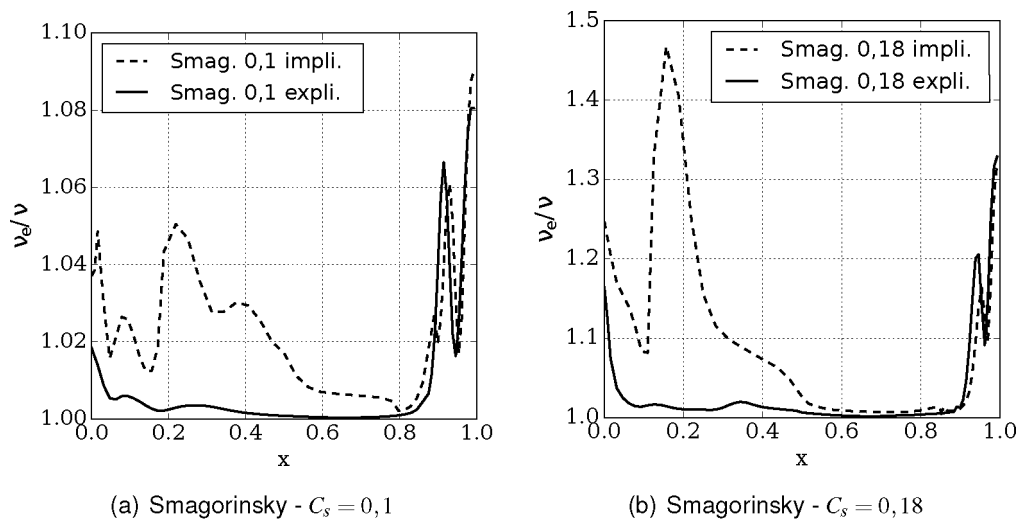 1.10
1.08
1.06
1.04
1.02
1.00
0.0 0.2 0.4 0.6 0.8 1.0
νe/ν
x
Smag. 0,1 impli.
Smag. 0,1 expli.
(a) Smagorinsky - Cs = 0,1
1.5
1.4
1.3
1.2
1.1
1.0
0.0 0.2 0.4 0.6 0.8 1.0
νe/ν
x
Smag. 0,18 impli.
Smag. 0,18 expli.
(b) Smagorinsky - Cs = 0,18